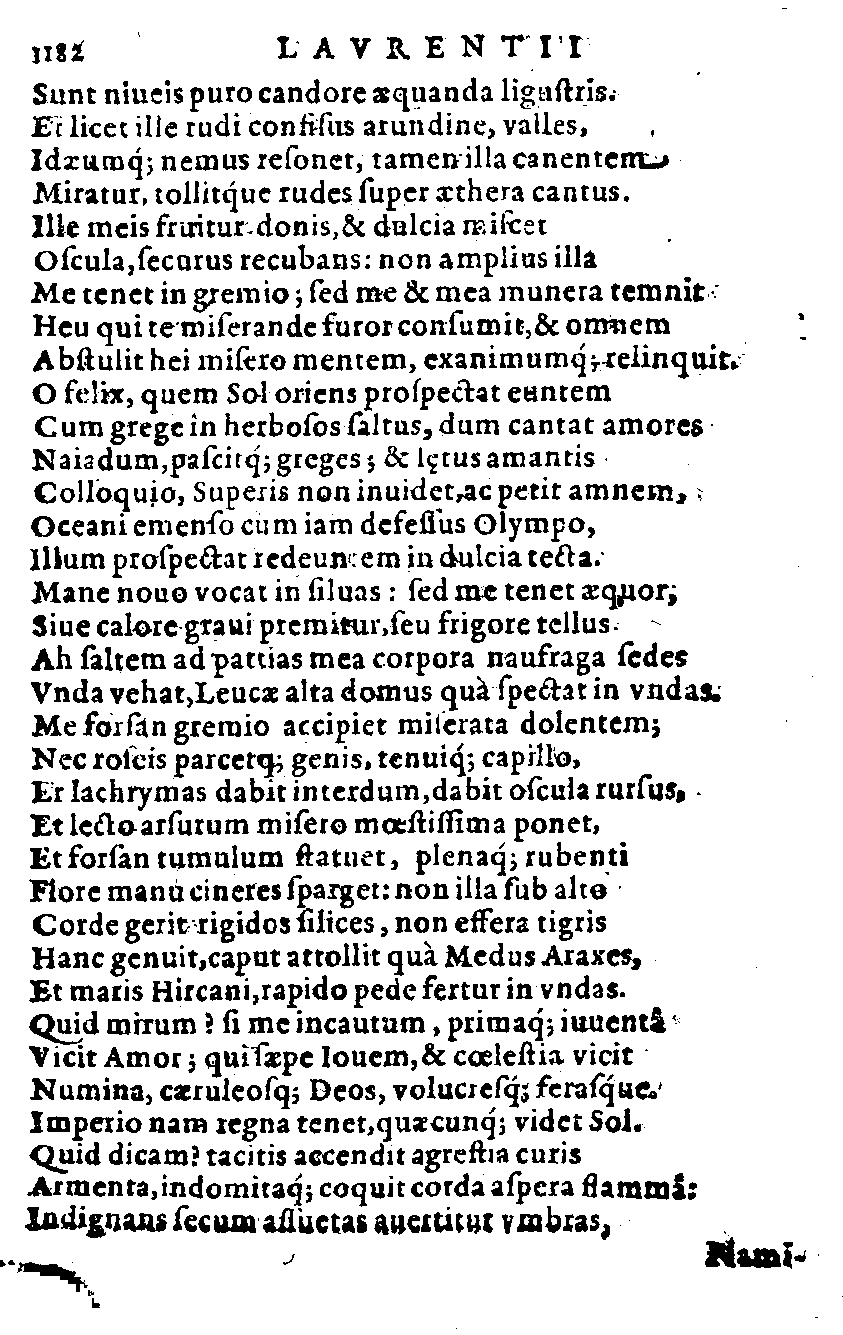 1182 LAVRENTII
Sunt niueis puro candore æquanda liguſtris.
Et licet ille rudi confiſus arundine, valles,
Idæumq́; nemus reſonet, tamen illa canentem
Miratur, tollitq́ue rudes ſuper æthera cantus.
Ille meis fruitur donis, & dulcia miſcet
Oſcula, ſecurus recubans: non amplius illa
Me tenet in gremio; ſed me & mea munera temnit
Heu qui te miſerande furor conſumit, & omnem
Abſtulit hei miſero mentem, exanimumq́; relinquit.
O felix, quem Sol oriens proſpectat euntem
Cum grege in herboſos ſaltus, dum cantat amores
Naiadum, paſcitq́; greges; & lętus amantis
Colloquio, Superis non inuidet, ac petit amnem,
Oceani emenſo cum iam defeſſus Olympo,
Illum proſpectat redeuntem in dulcia tecta.
Mane nouo vocat in ſiluas: ſed me tenet æquor;
Siue calore graui premitur, ſeu frigore tellus.
Ah ſaltem ad pattias mea corpora naufraga ſedes
Vnda vehat, Leucæ alta domus quà ſpectat in vndas.
Me forſan gremio accipiet miſerata dolentem;
Nec roſeis parcetq; genis, tenuiq́; capillo,
Et lachrymas dabit interdum, dabit oſcula rurſus,
Et lecto arſurum miſero mœſtiſſima ponet,
Et forſan tumulum ſtatuet, plenaq́; rubenti
Flore manu cineres ſparget: non illa ſub alto
Corde gerit rigidos ſilices, non effera tigris
Hanc genuit, caput attollit quà Medus Araxes,
Et maris Hircani, rapido pede fertur in vndas.
Quid mirum? ſi me incautum, primaq́; iuuentâ
Vicit Amor; qui ſæpe Iouem, & cœleſtia vicit
Numina, cæruleoſq; Deos, volucreſq́; feraſq́ue.
Imperio nam regna tenet, quæcunq́; videt Sol.
Quid dicam? tacitis accendit agreſtia curis
Armenta, indomitaq́; coquit corda aſpera flammâ:
Indignans ſecum aſſuetas auertitur vmbras,
Nami-